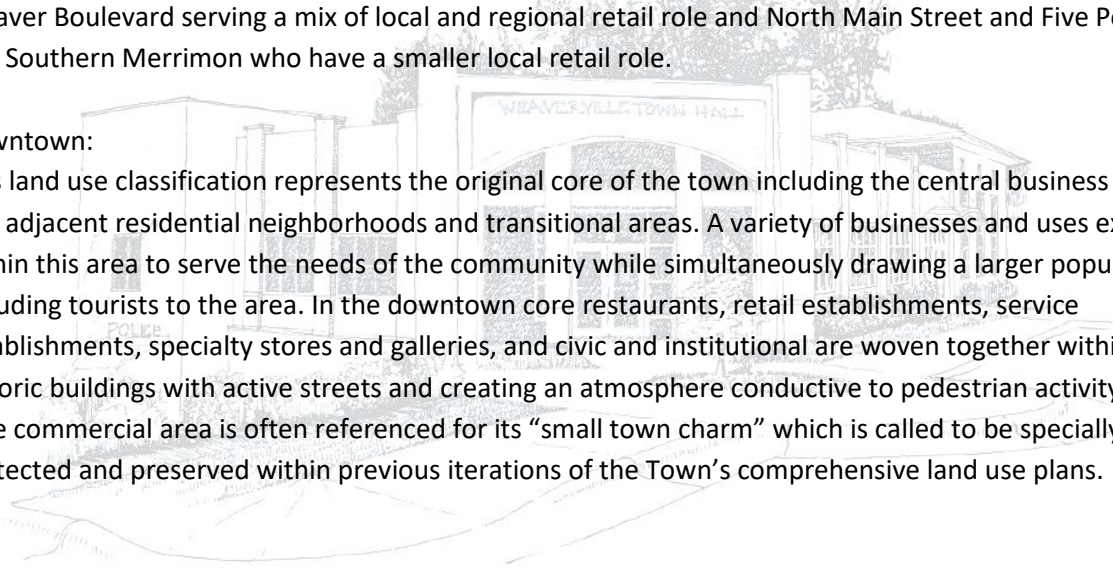 aver Boulevard serving a mix of local and regional retail role and North Main Street and Five Po
Southern Merrimon who have a smaller local retail role.
wntown:
s land use classification represents the original core of the town including the central business
adjacent residential neighborhoods and transitional areas. A variety of businesses and uses ex
hin this area to serve the needs of the community while simultaneously drawing a larger popu
uding tourists to the area. In the downtown core restaurants, retail establishments, service
ablishments, specialty stores and galleries, and civic and institutional are woven together withi
oric buildings with active streets and creating an atmosphere conductive to pedestrian activity
e commercial area is often referenced for its “small town charm” which is called to be specially
tected and preserved within previous iterations of the Town’s comprehensive land use plans.
WEAVERVILLE TOWN HALL
POLICE